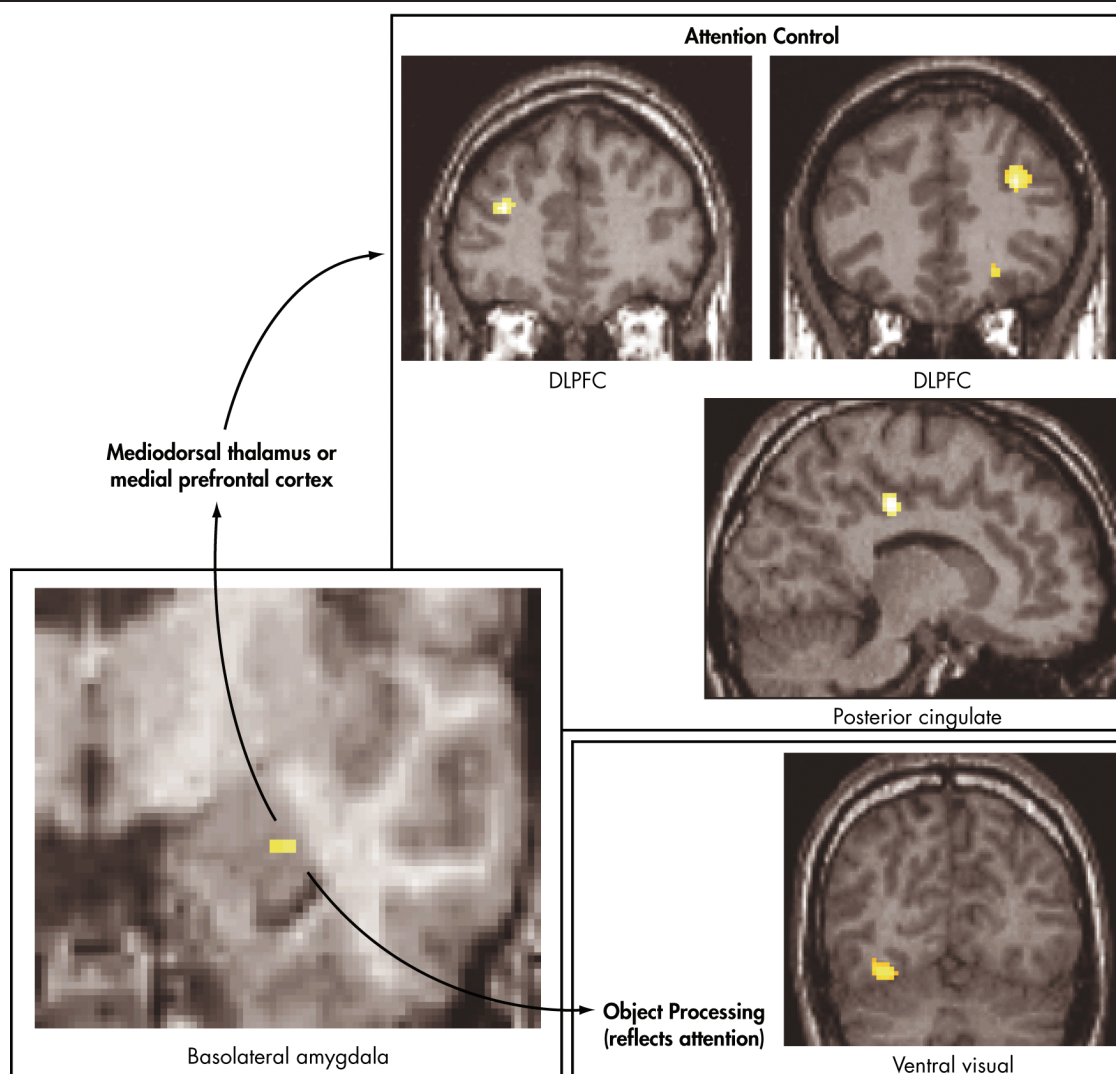 Attention Control
DLPFC
DLPFC
Mediodorsal thalamus or
medial prefrontal cortex
Posterior cingulate
Basolateral amygdala
Object Processing
(reflects attention)
Ventral visual